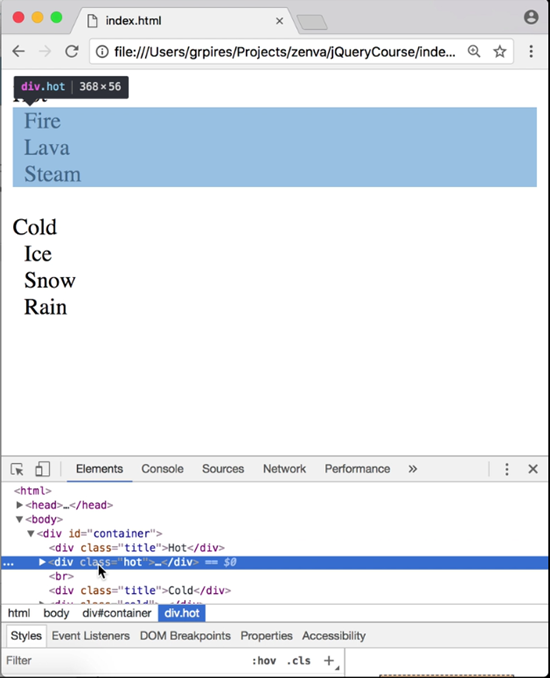 index.html
file:///Users/grpires/Projects/zenva/jQueryCourse/inde...
div.hot | 368 × 56
Hot
Fire
Lava
Steam
Cold
Ice
Snow
Rain
Elements Console Sources Network Performance »
<html>
▶<head>…</head>
▼<body>
▼<div id="container">
<div class="title">Hot</div>
... ▶<div class="hot">…</div> == $0
<br>
<div class="title">Cold</div>
▶<div class="cold">…</div>
html body div#container div.hot
Styles Event Listeners DOM Breakpoints Properties Accessibility
Filter :hov .cls +